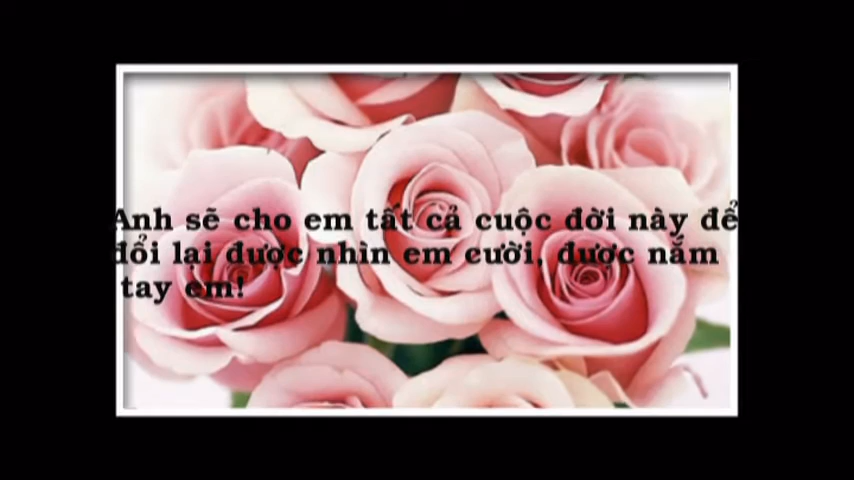 Anh sẽ cho em tất cả cuộc đời này để
đổi lại được nhìn em cười, được nắm
tay em!